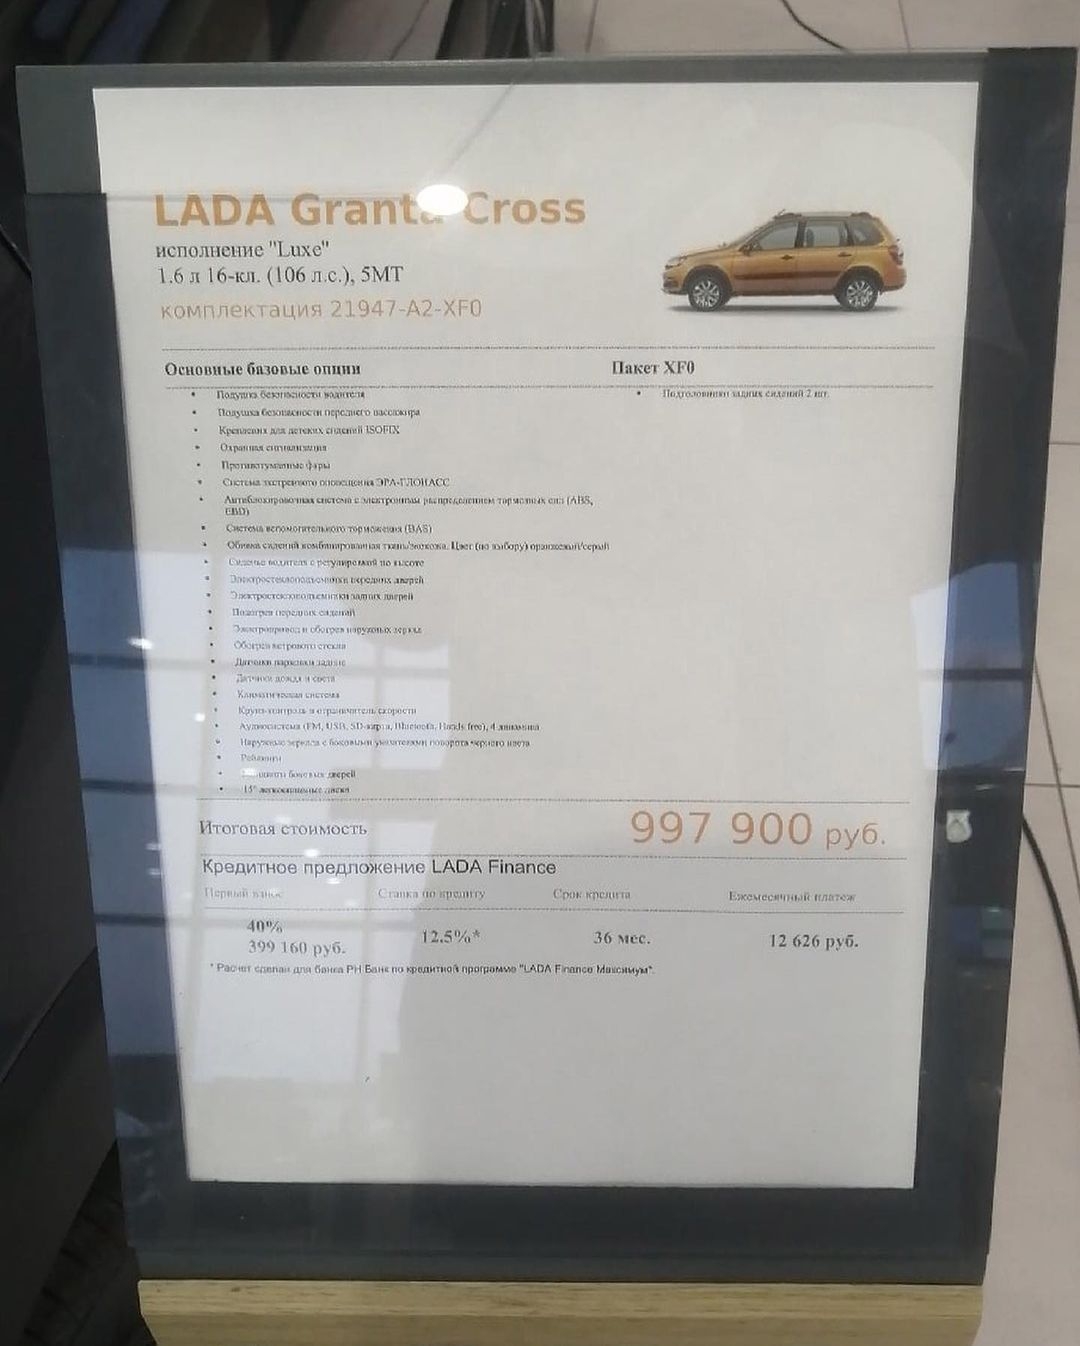 LADA Granta Cross
исполнение "Luxe"
1.6 л 16-кл. (106 л.с.), 5МТ
комплектация 21947-A2-XF0
Основные базовые опции
Пакет XF0
Подушка безопасности водителя
Подголовники задних сидений 2 шт.
Подушка безопасности переднего пассажира
Крепления для детских сидений ISOFIX
Охранная сигнализация
Противотуманные фары
Система экстренного оповещения ЭРА-ГЛОНАСС
Антиблокировочная система с электронным распределением тормозных сил (ABS,
EBD)
Система вспомогательного торможения (BAS)
Обивка сидений комбинированная ткань/экокожа. Цвет (по выбору) оранжевый/серый
Сиденье водителя с регулировкой по высоте
Электростеклоподъемники передних дверей
Электростеклоподъемники задних дверей
Подогрев передних сидений
Электропривод и обогрев наружных зеркал
Обогрев ветрового стекла
Датчики парковки задние
Датчики дождя и света
Климатическая система
Круиз-контроль и ограничитель скорости
Аудиосистема (FM, USB, SD-карта, Bluetooth, Hands free), 4 динамика
Наружные зеркала с боковыми указателями поворота черного цвета
Рейлинги
боковых дверей
15" легкосплавные диски
Итоговая стоимость
997 900 руб.
Кредитное предложение LADA Finance
Первый взнос
Ставка по кредиту
Срок кредита
Ежемесячный платеж
40%
399 160 руб.
12.5%*
36 мес.
12 626 руб.
* Расчет сделан для банка РН Банк по кредитной программе "LADA Finance Максимум".